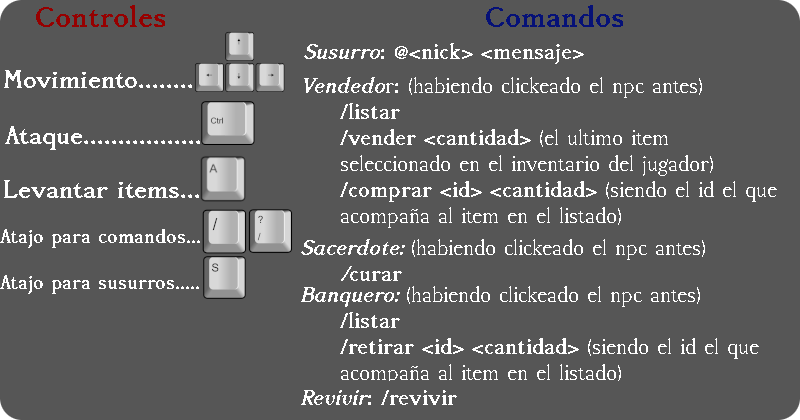 Controles
Movimiento........ ↑ ← ↓ →
Ataque................. Ctrl
Levantar items... A
Atajo para comandos... / ? /
Atajo para susurros..... S
Comandos
Susurro: @<nick> <mensaje>
Vendedor: (habiendo clickeado el npc antes)
/listar
/vender <cantidad> (el ultimo item
seleccionado en el inventario del jugador)
/comprar <id> <cantidad> (siendo el id el que
acompaña al item en el listado)
Sacerdote: (habiendo clickeado el npc antes)
/curar
Banquero: (habiendo clickeado el npc antes)
/listar
/retirar <id> <cantidad> (siendo el id el que
acompaña al item en el listado)
Revivir: /revivir